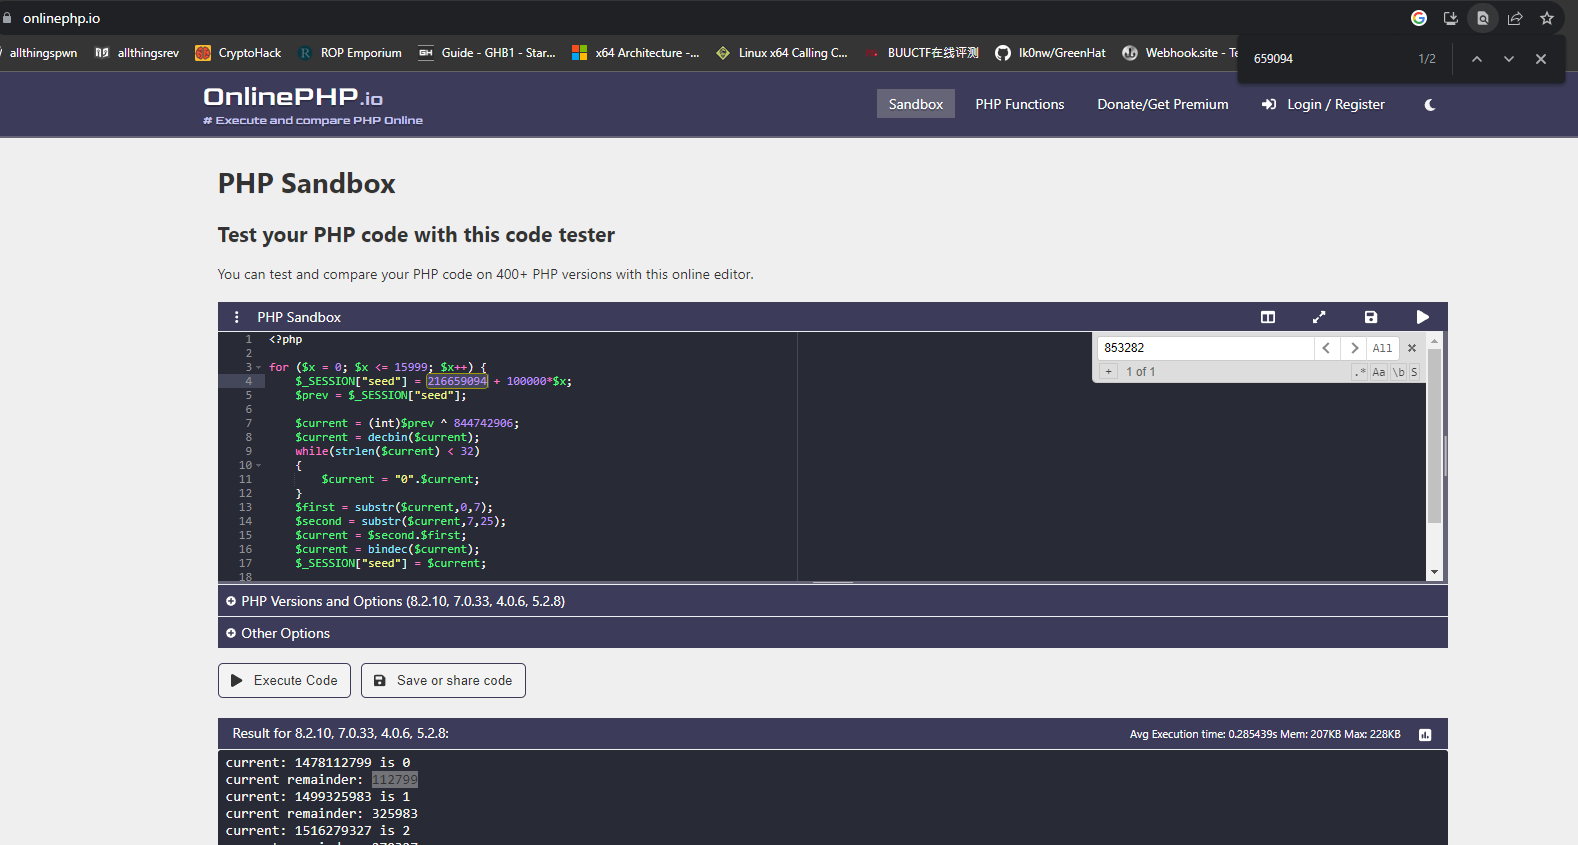 onlinephp.io
allthingspwn allthingsrev CryptoHack ROP Emporium Guide - GHB1 - Star... x64 Architecture -... Linux x64 Calling C... BUUCTF在线评测 lk0nw/GreenHat Webhook.site - Te
659094 1/2
OnlinePHP.io
# Execute and compare PHP Online
Sandbox PHP Functions Donate/Get Premium Login / Register
PHP Sandbox
Test your PHP code with this code tester
You can test and compare your PHP code on 400+ PHP versions with this online editor.
PHP Sandbox
853282 All
+ 1 of 1 .* Aa \b S
1 <?php
2
3 for ($x = 0; $x <= 15999; $x++) {
4 $_SESSION["seed"] = 216659094 + 100000*$x;
5 $prev = $_SESSION["seed"];
6
7 $current = (int)$prev ^ 844742906;
8 $current = decbin($current);
9 while(strlen($current) < 32)
10 {
11 $current = "0".$current;
12 }
13 $first = substr($current,0,7);
14 $second = substr($current,7,25);
15 $current = $second.$first;
16 $current = bindec($current);
17 $_SESSION["seed"] = $current;
18
PHP Versions and Options (8.2.10, 7.0.33, 4.0.6, 5.2.8)
Other Options
Execute Code Save or share code
Result for 8.2.10, 7.0.33, 4.0.6, 5.2.8: Avg Execution time: 0.285439s Mem: 207KB Max: 228KB
current: 1478112799 is 0
current remainder: 112799
current: 1499325983 is 1
current remainder: 325983
current: 1516279327 is 2